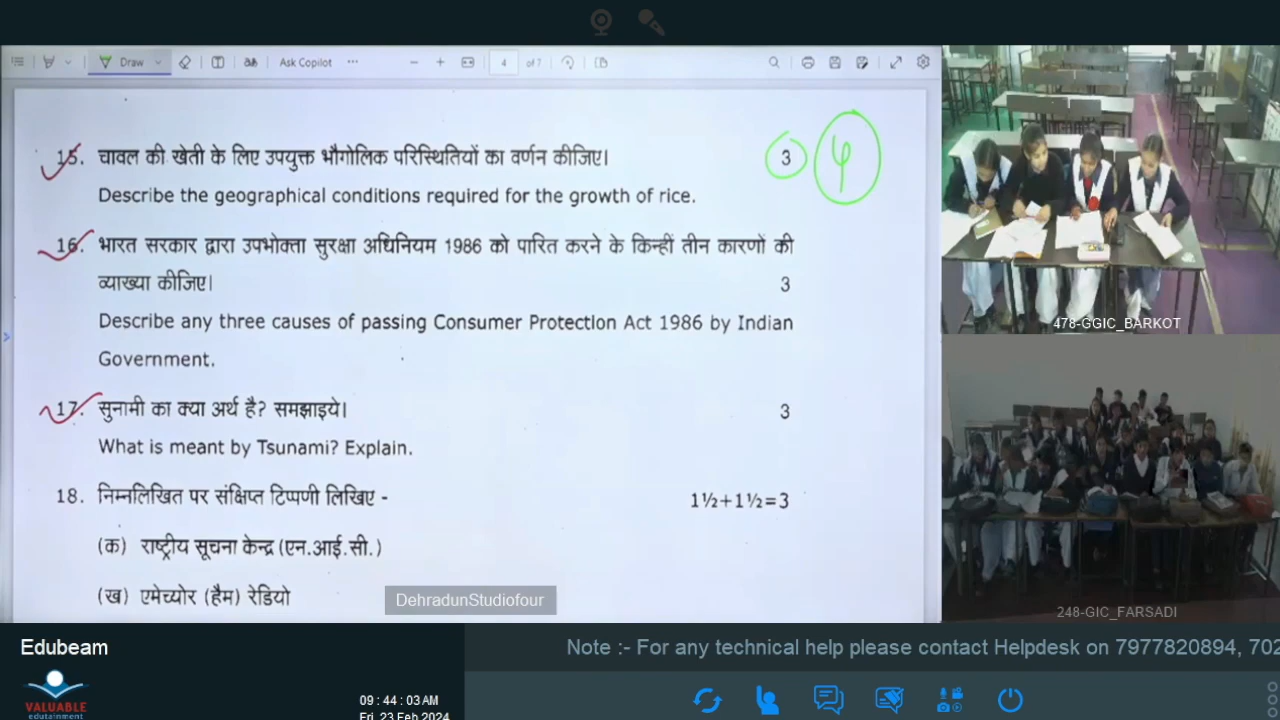 Draw
Ask Copilot
4
of 7
15. चावल की खेती के लिए उपयुक्त भौगोलिक परिस्थितियों का वर्णन कीजिए।
3
Describe the geographical conditions required for the growth of rice.
16. भारत सरकार द्वारा उपभोक्ता सुरक्षा अधिनियम 1986 को पारित करने के किन्हीं तीन कारणों की
व्याख्या कीजिए।
3
Describe any three causes of passing Consumer Protection Act 1986 by Indian
Government.
17. सुनामी का क्या अर्थ है? समझाइये।
3
What is meant by Tsunami? Explain.
18. निम्नलिखित पर संक्षिप्त टिप्पणी लिखिए -
1½+1½=3
(क) राष्ट्रीय सूचना केन्द्र (एन.आई.सी.)
(ख) एमेच्योर (हैम) रेडियो
DehradunStudiofour
478-GGIC_BARKOT
248-GIC_FARSADI
Edubeam
Note :- For any technical help please contact Helpdesk on 7977820894, 702
VALUABLE
edutainment
09 : 44 : 03 AM
Fri, 23 Feb 2024